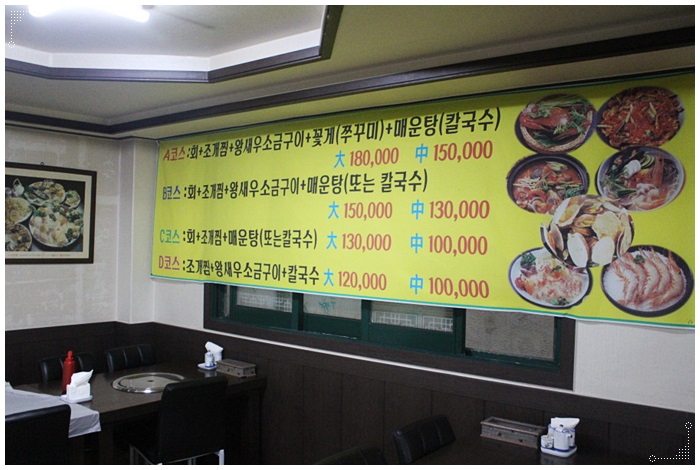 A코스:회+조개찜+왕새우소금구이+꽃게(쭈꾸미)+매운탕(칼국수)
大 180,000 中 150,000
B코스:회+조개찜+왕새우소금구이+매운탕(또는 칼국수)
大 150,000 中 130,000
C코스:회+조개찜+매운탕(또는칼국수) 大 130,000 中 100,000
D코스:조개찜+왕새우소금구이+칼국수 大 120,000 中 100,000